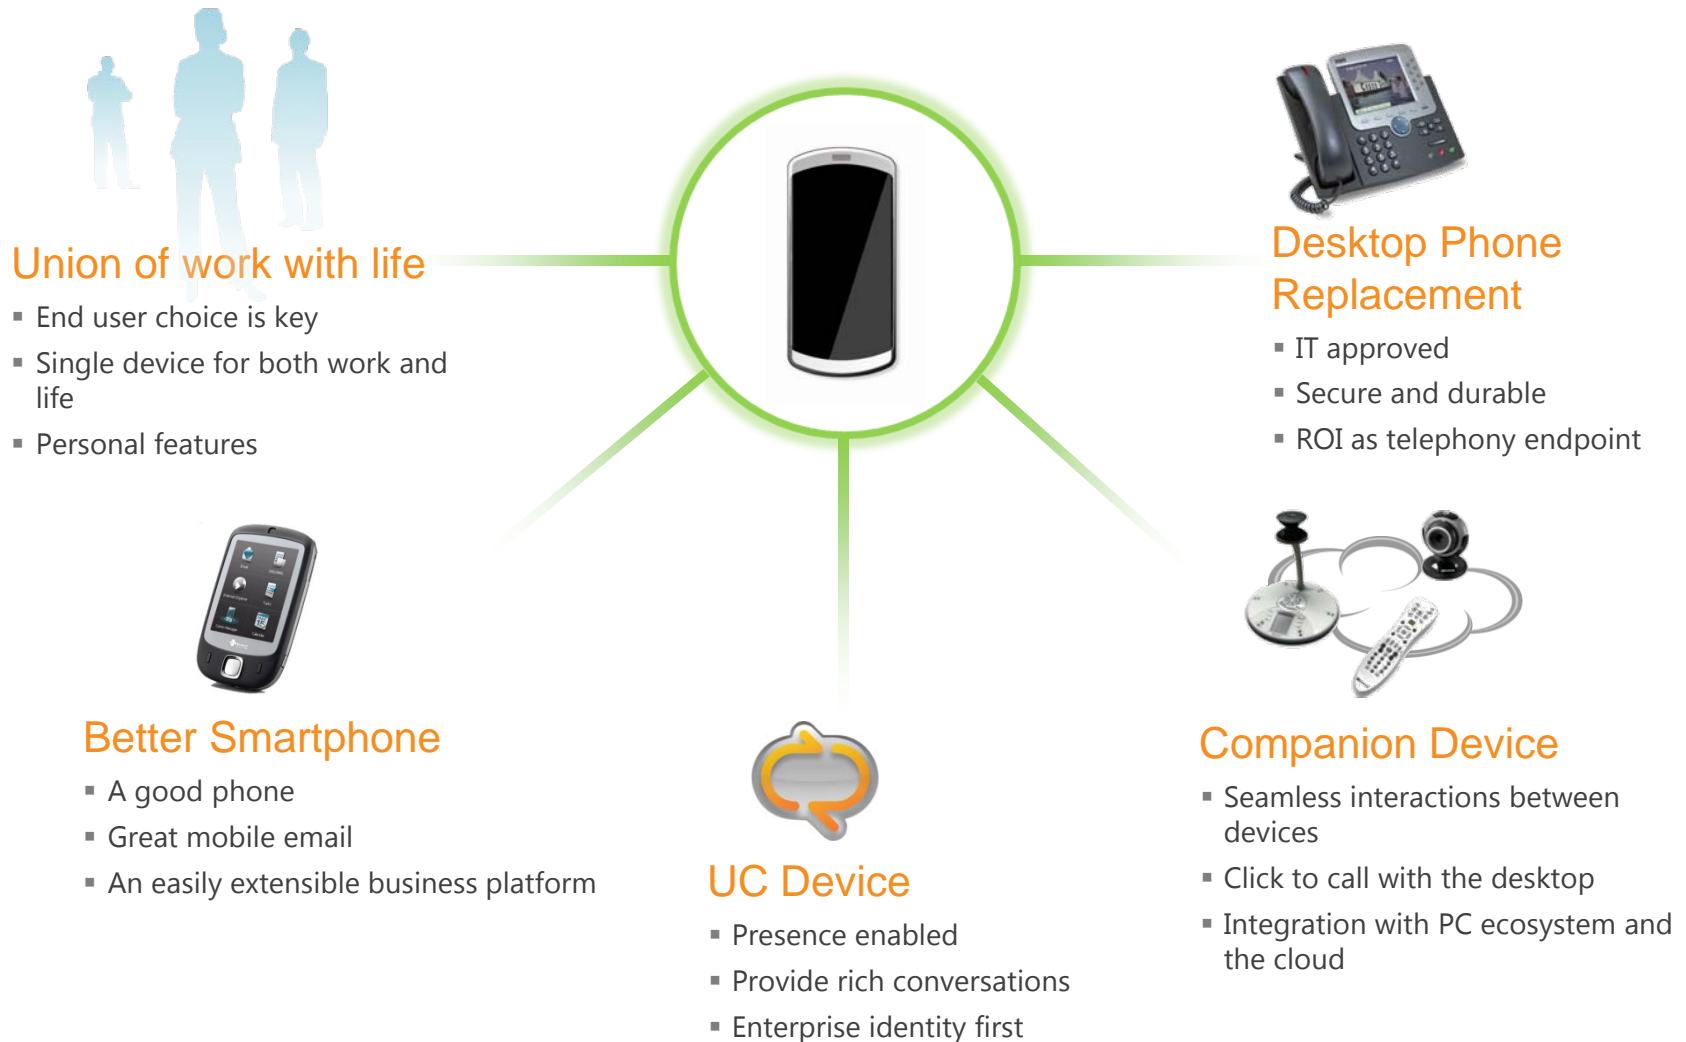 Union of work with life
▪ End user choice is key
▪ Single device for both work and
life
▪ Personal features
Desktop Phone
Replacement
▪ IT approved
▪ Secure and durable
▪ ROI as telephony endpoint
Better Smartphone
▪ A good phone
▪ Great mobile email
▪ An easily extensible business platform
UC Device
▪ Presence enabled
▪ Provide rich conversations
▪ Enterprise identity first
Companion Device
▪ Seamless interactions between
devices
▪ Click to call with the desktop
▪ Integration with PC ecosystem and
the cloud